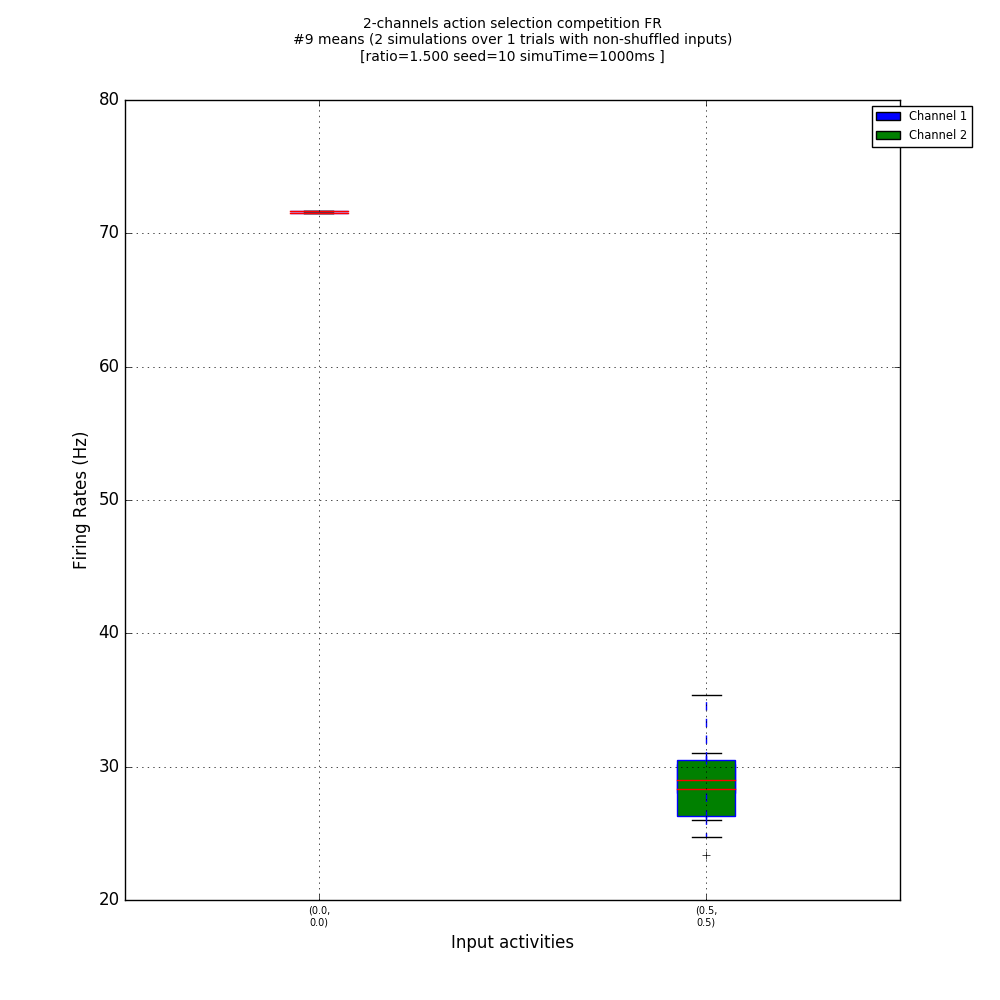 2-channels action selection competition FR
#9 means (2 simulations over 1 trials with non-shuffled inputs)
[ratio=1.500 seed=10 simuTime=1000ms ]
Channel 1
Channel 2
80
70
60
50
40
30
20
Firing Rates (Hz)
(0.0,
0.0)
(0.5,
0.5)
Input activities